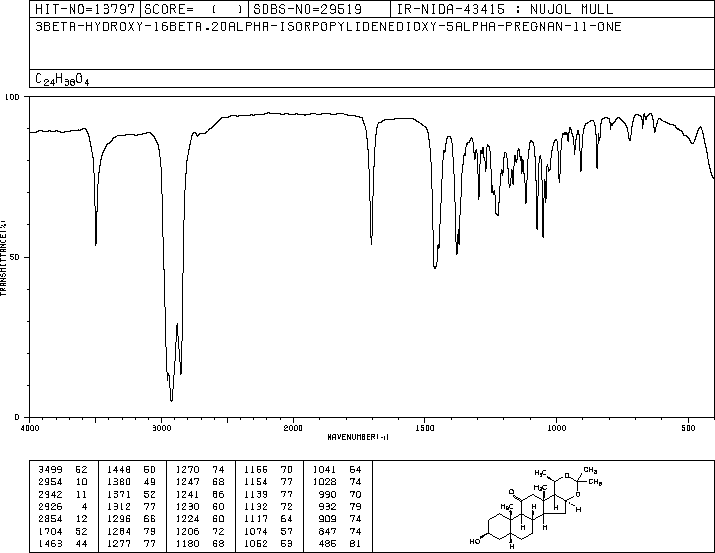 HIT-NO=13797 SCORE= ( ) SDBS-NO=29519 IR-NIDA-43415 : NUJOL MULL
3BETA-HYDROXY-16BETA.20ALPHA-ISORPOPYLIDENEDIOXY-5ALPHA-PREGNAN-11-ONE
C24H38O4
100
50
0
TRANSMITTANCE(%)
4000 3000 2000 1500 1000
WAVENUMBER(-1)
3499 52 1448 50 1270 74 1166 70 1041 64
2954 10 1380 49 1247 68 1154 77 1028 74
2942 11 1371 52 1241 86 1139 77 990 70
2926 4 1312 77 1230 60 1132 72 932 79
2854 12 1296 66 1224 60 1117 64 909 74
1704 52 1284 79 1206 72 1074 57 847 74
1463 44 1277 77 1180 68 1052 53 486 81
CH3
H3C
O
CH3
CH3
O
CH3
O
H
CH3
H
H
H
HO
H